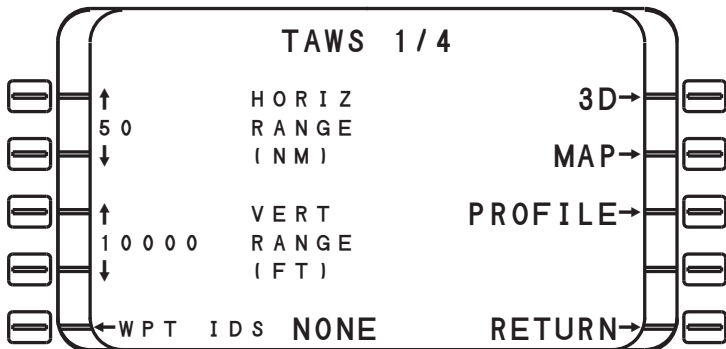 TAWS 1/4
↑ HORIZ 3D→
50 RANGE
↓ (NM) MAP→
↑ VERT PROFILE→
10000 RANGE
↓ (FT)
←WPT IDS NONE RETURN→